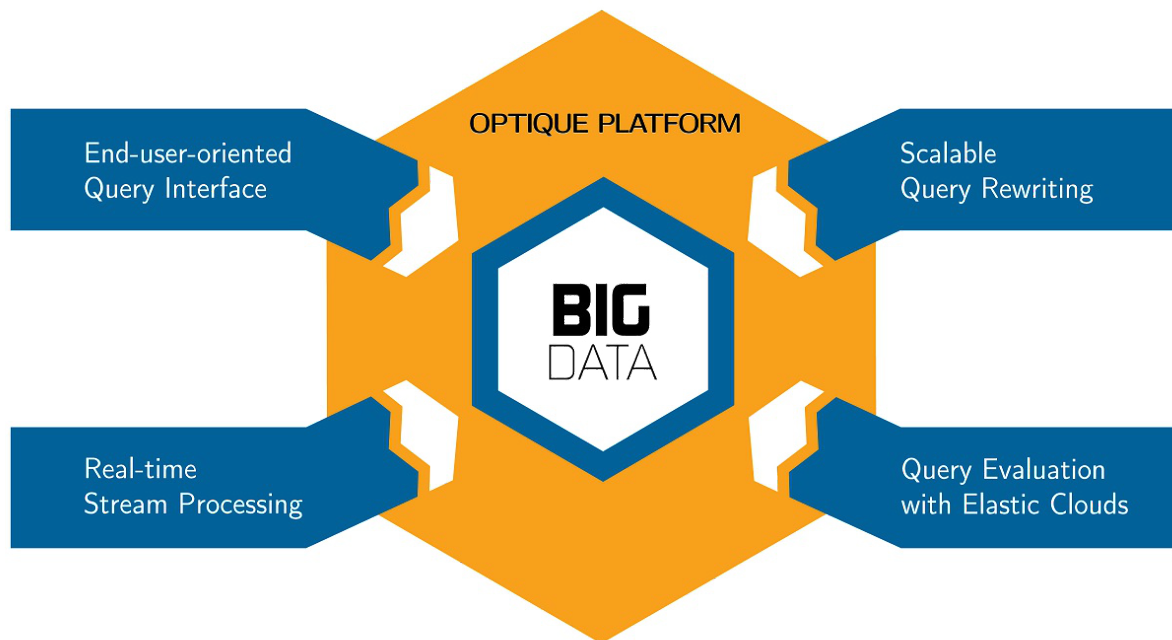 OPTIQUE PLATFORM
End-user-oriented
Query Interface
Scalable
Query Rewriting
BIG
DATA
Real-time
Stream Processing
Query Evaluation
with Elastic Clouds